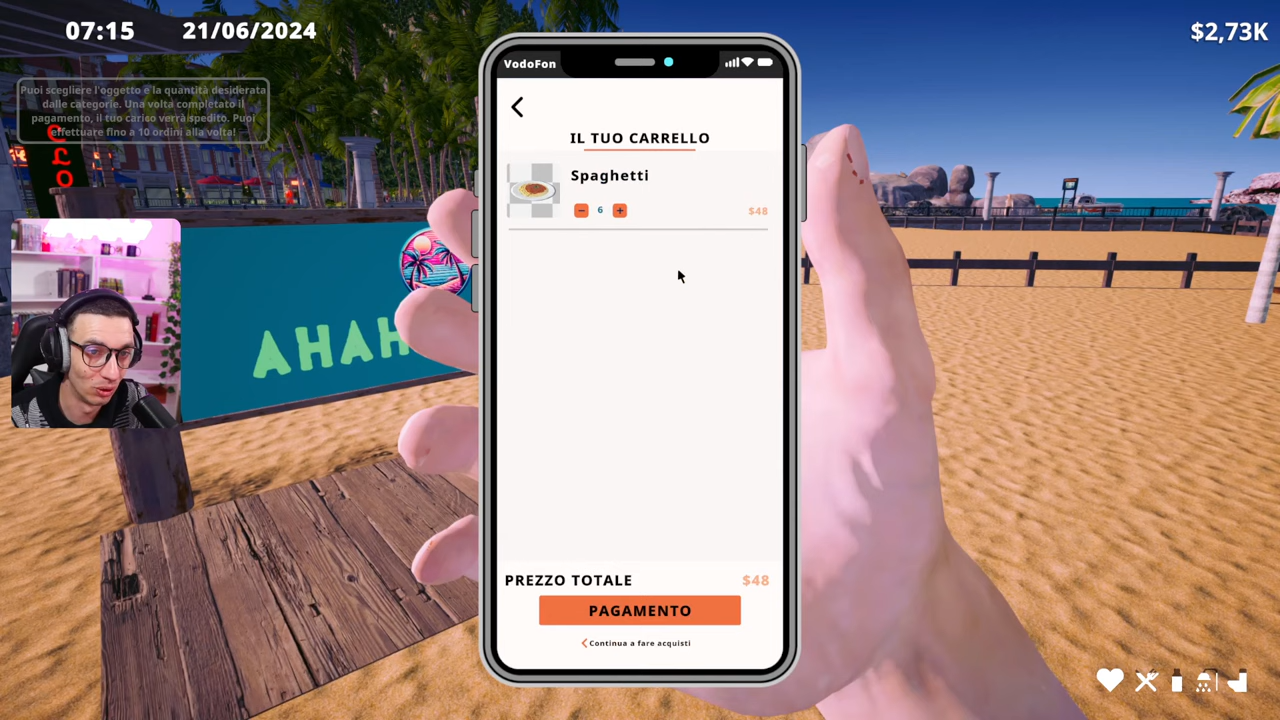 07:15 21/06/2024
$2,73K
VodoFon
Puoi scegliere l'oggetto e la quantità desiderata
dalle categorie. Una volta completato il
pagamento, il tuo carico verrà spedito. Puoi
effettuare fino a 10 ordini alla volta!
IL TUO CARRELLO
Spaghetti
6
$48
AHAH
PREZZO TOTALE $48
PAGAMENTO
Continua a fare acquisti